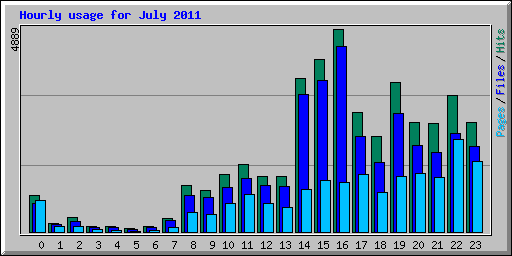 Hourly usage for July 2011
4889
Pages / Files / Hits
0 1 2 3 4 5 6 7 8 9 10 11 12 13 14 15 16 17 18 19 20 21 22 23